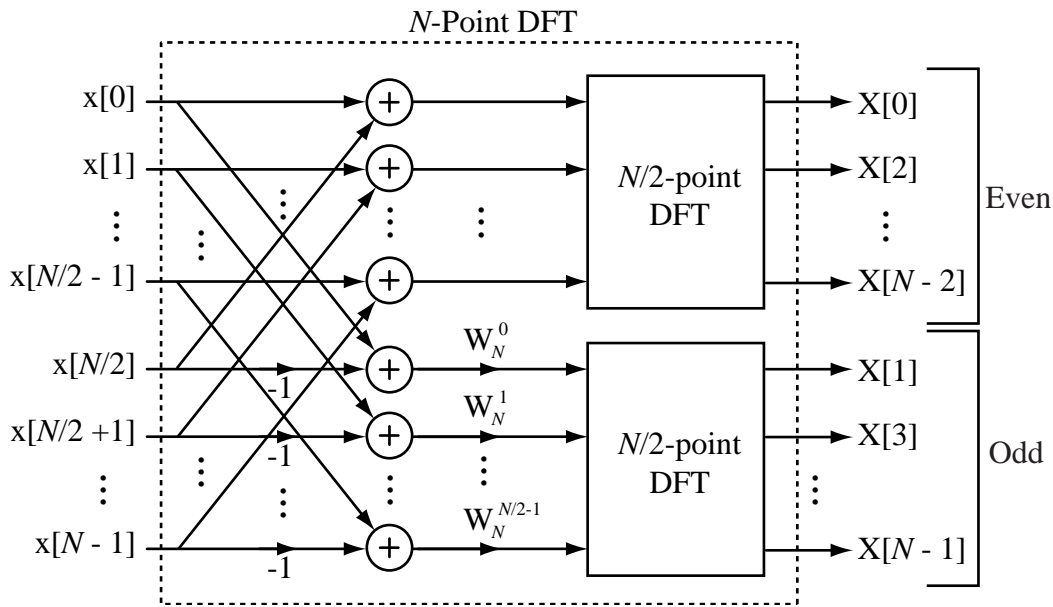 N-Point DFT
x[0]
x[1]
x[N/2 - 1]
x[N/2]
x[N/2 +1]
x[N - 1]
+
+
+
+
+
+
-1
-1
-1
W_N^0
W_N^1
W_N^{N/2-1}
N/2-point
DFT
N/2-point
DFT
X[0]
X[2]
X[N - 2]
X[1]
X[3]
X[N - 1]
Even
Odd